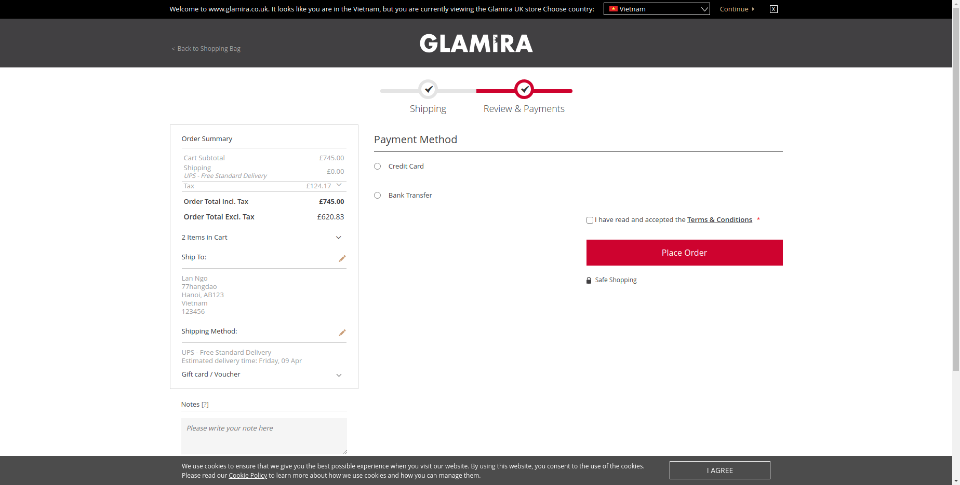 Welcome to www.glamira.co.uk. It looks like you are in the Vietnam, but you are currently viewing the Glamira UK store Choose country:
Vietnam
Continue
X
< Back to Shopping Bag
GLAMIRA
Shipping
Review & Payments
Order Summary
Cart Subtotal £745.00
Shipping
UPS - Free Standard Delivery £0.00
Tax £124.17
Order Total Incl. Tax £745.00
Order Total Excl. Tax £620.83
2 Items in Cart
Ship To:
Lan Ngo
77hangdao
Hanoi, AB123
Vietnam
123456
Shipping Method:
UPS - Free Standard Delivery
Estimated delivery time: Friday, 09 Apr
Gift card / Voucher
Notes [?]
Please write your note here
Payment Method
Credit Card
Bank Transfer
I have read and accepted the Terms & Conditions *
Place Order
Safe Shopping
We use cookies to ensure that we give you the best possible experience when you visit our website. By using this website, you consent to the use of the cookies.
Please read our Cookie Policy to learn more about how we use cookies and how you can manage them.
I AGREE